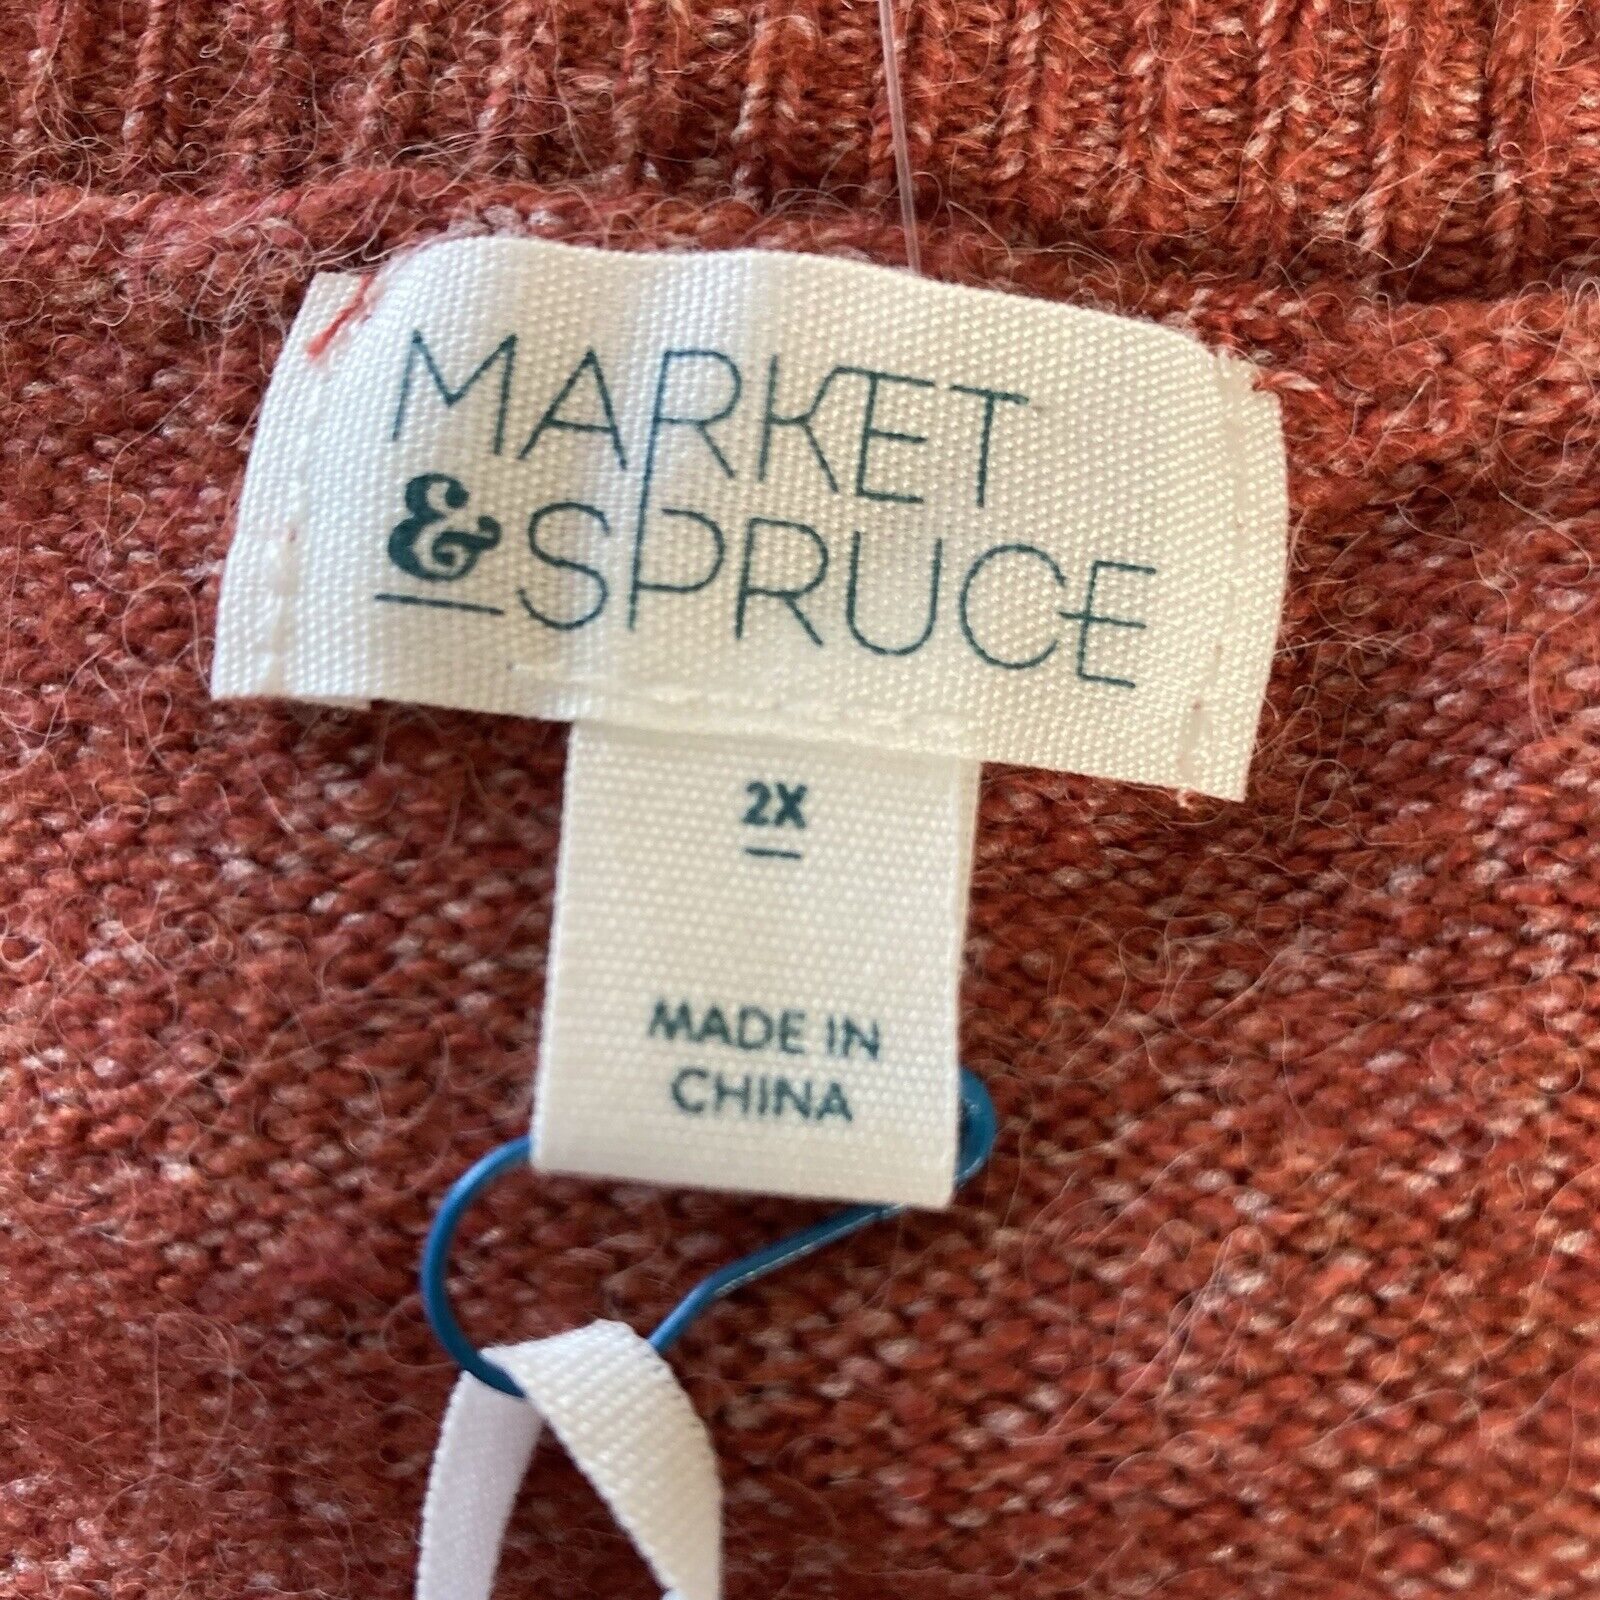 MARKET
& SPRUCE
2X
MADE IN
CHINA